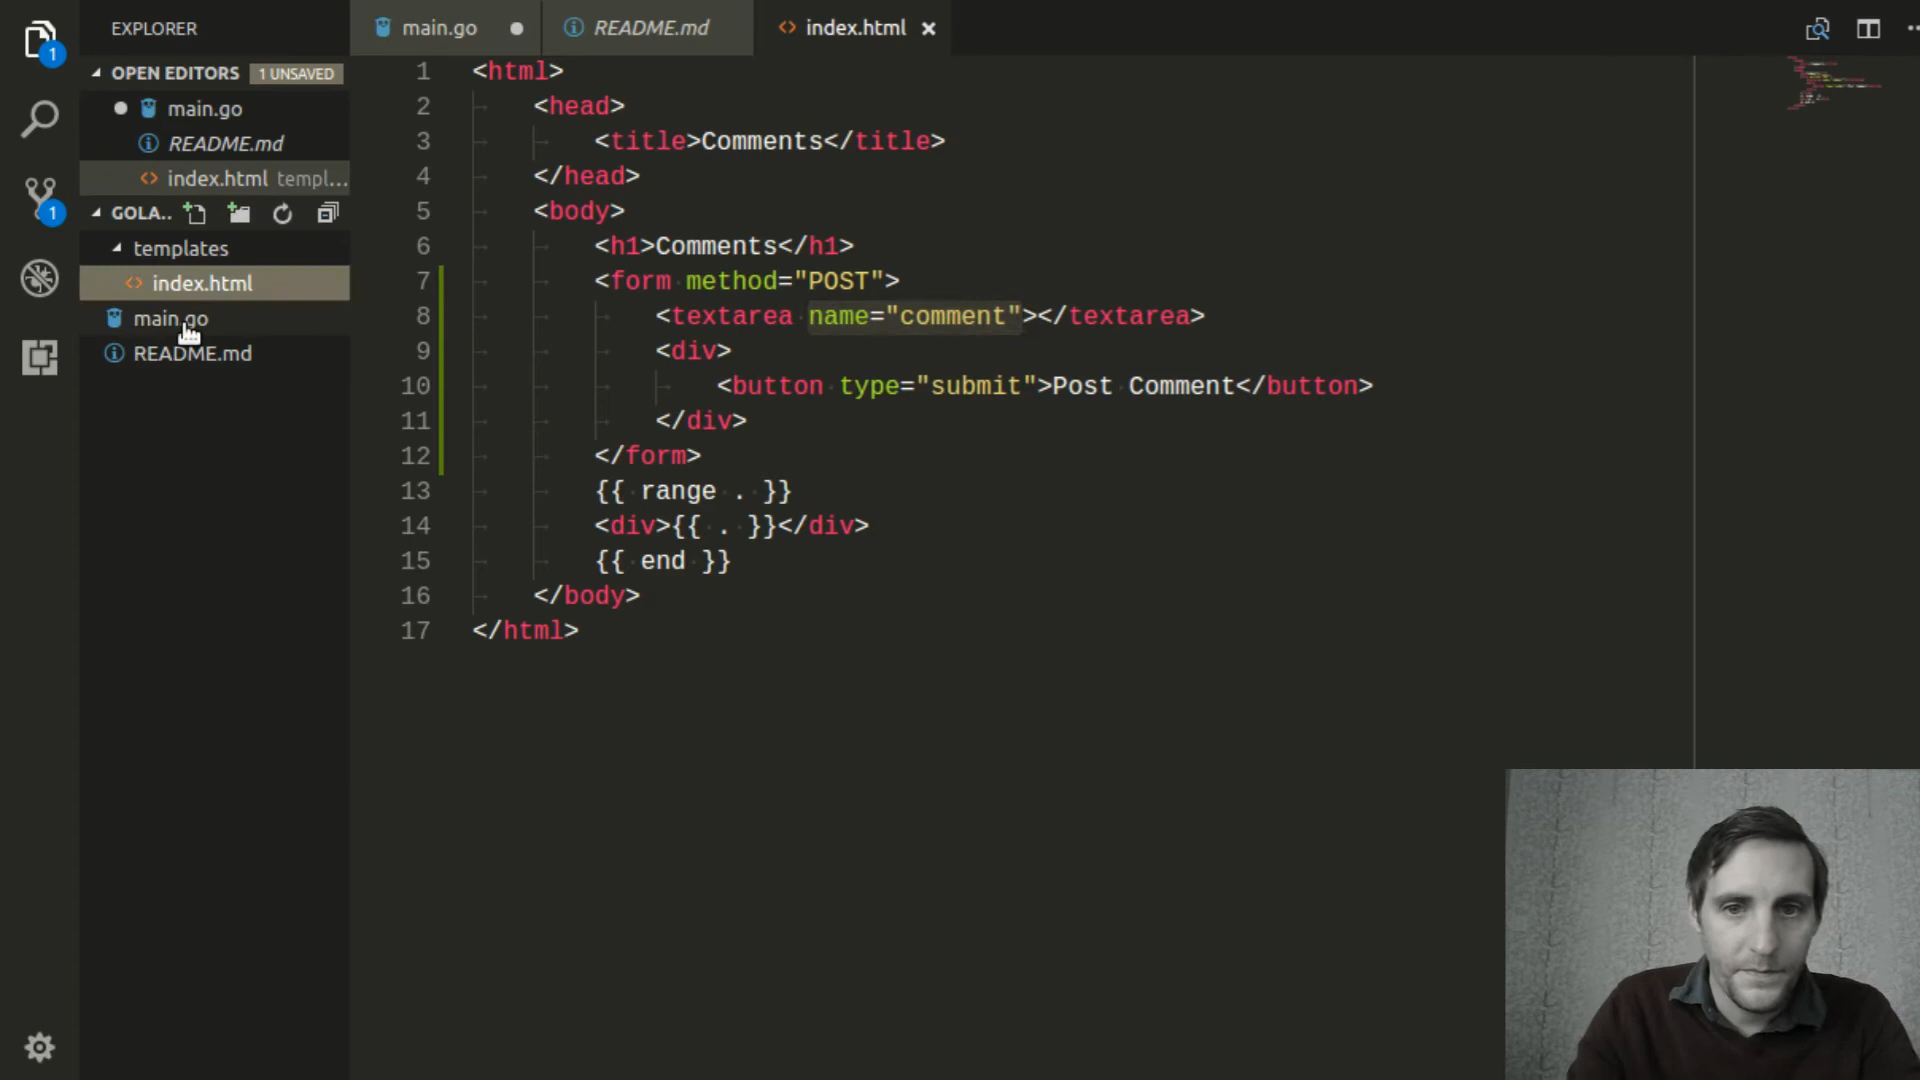 EXPLORER
OPEN EDITORS 1 UNSAVED
main.go
README.md
index.html templ...
GOLA..
templates
index.html
main.go
README.md
1
1
main.go
README.md
index.html
1 <html>
2 <head>
3 <title>Comments</title>
4 </head>
5 <body>
6 <h1>Comments</h1>
7 <form method="POST">
8 <textarea name="comment"></textarea>
9 <div>
10 <button type="submit">Post Comment</button>
11 </div>
12 </form>
13 {{ range . }}
14 <div>{{ . }}</div>
15 {{ end }}
16 </body>
17 </html>